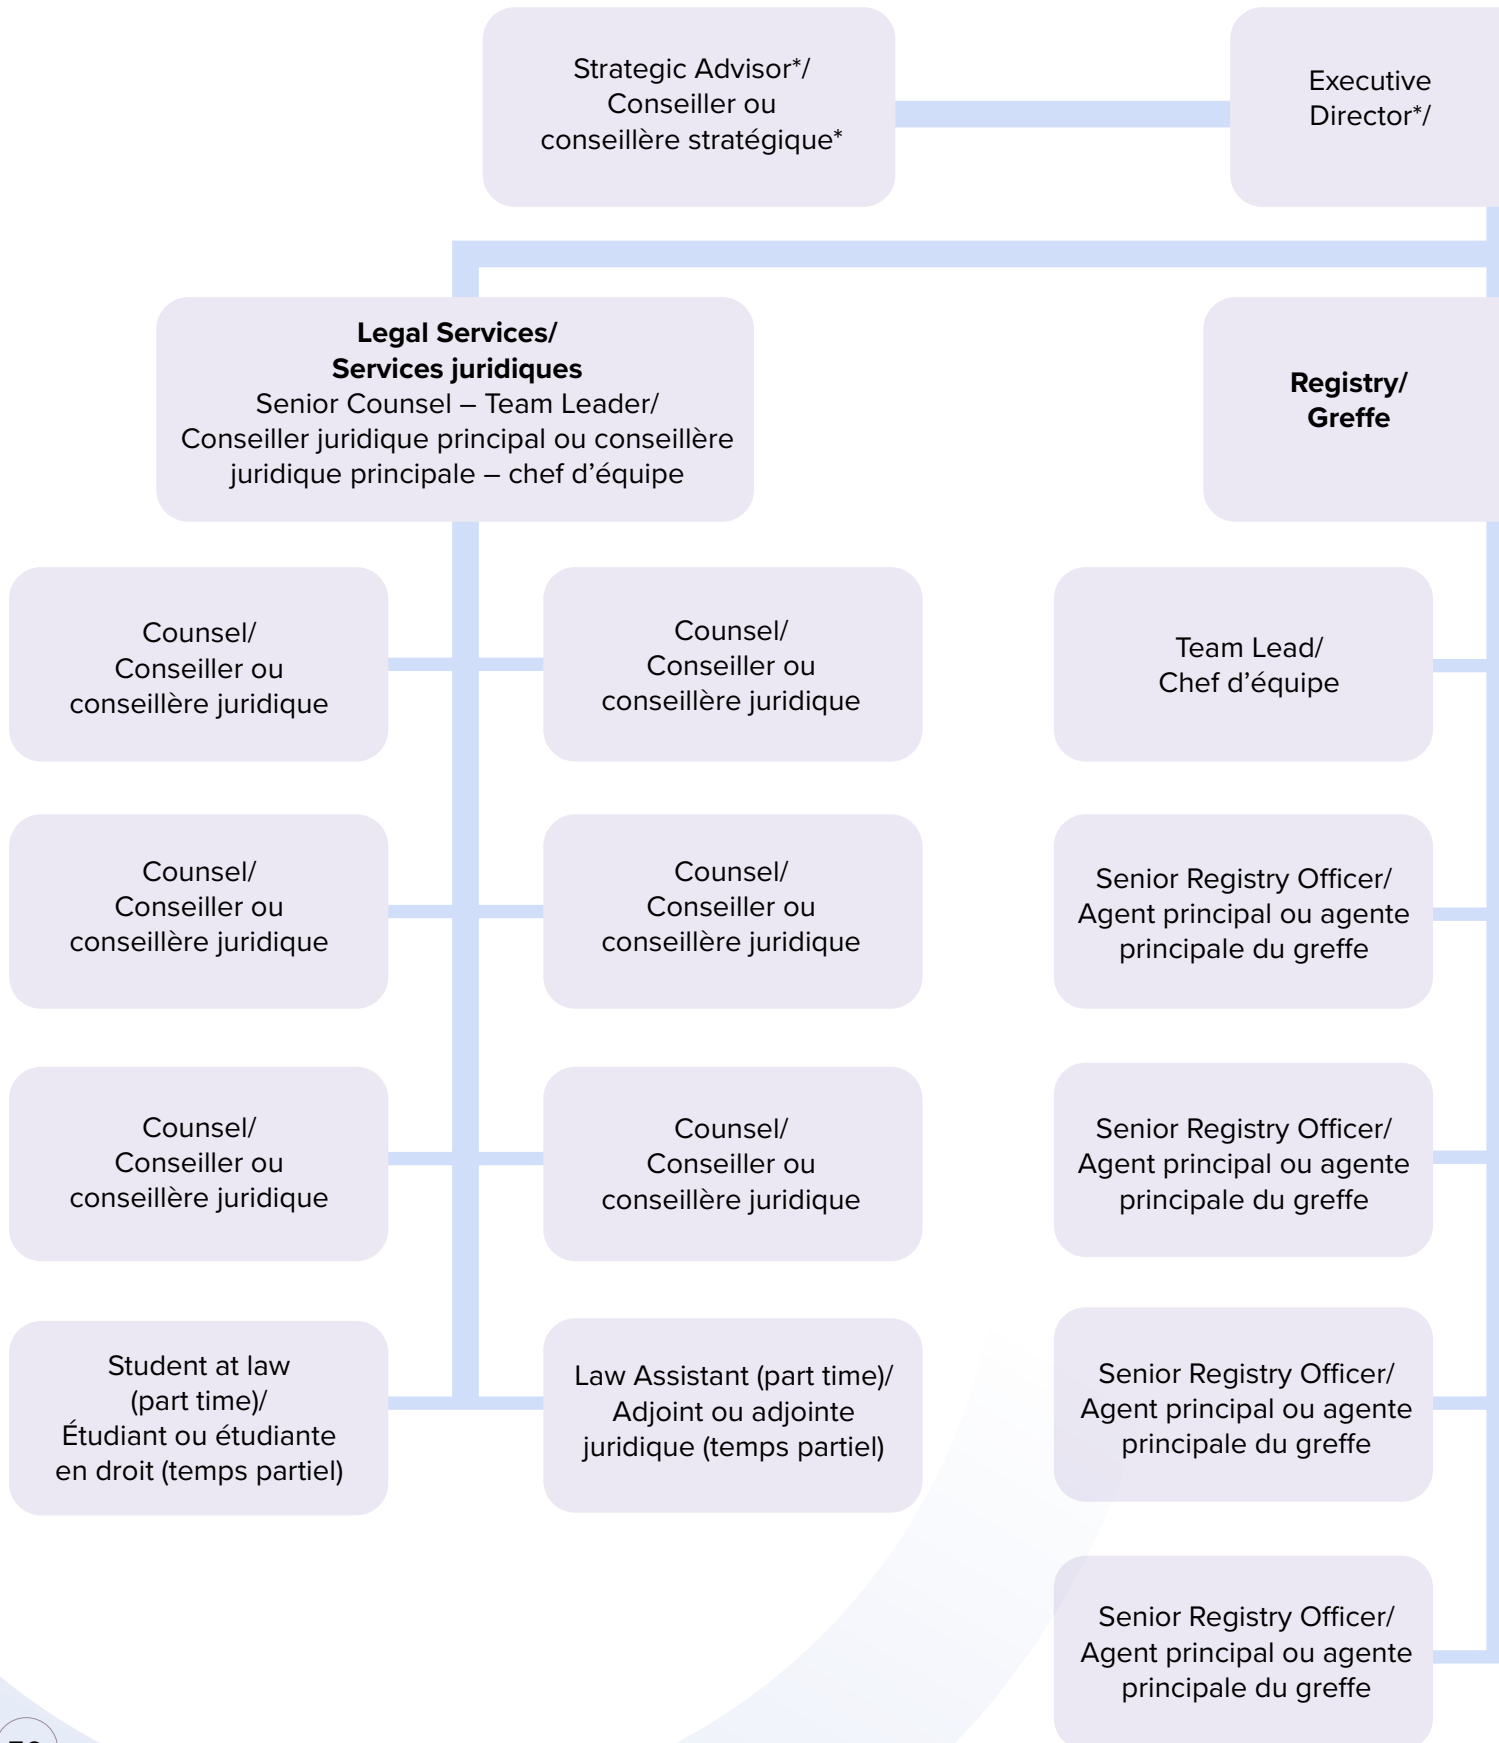 Strategic Advisor*/
Conseiller ou
conseillère stratégique*
Executive
Director*/
Legal Services/
Services juridiques
Senior Counsel – Team Leader/
Conseiller juridique principal ou conseillère
juridique principale – chef d’équipe
Registry/
Greffe
Counsel/
Conseiller ou
conseillère juridique
Counsel/
Conseiller ou
conseillère juridique
Team Lead/
Chef d’équipe
Counsel/
Conseiller ou
conseillère juridique
Counsel/
Conseiller ou
conseillère juridique
Senior Registry Officer/
Agent principal ou agente
principale du greffe
Counsel/
Conseiller ou
conseillère juridique
Counsel/
Conseiller ou
conseillère juridique
Senior Registry Officer/
Agent principal ou agente
principale du greffe
Student at law
(part time)/
Étudiant ou étudiante
en droit (temps partiel)
Law Assistant (part time)/
Adjoint ou adjointe
juridique (temps partiel)
Senior Registry Officer/
Agent principal ou agente
principale du greffe
Senior Registry Officer/
Agent principal ou agente
principale du greffe